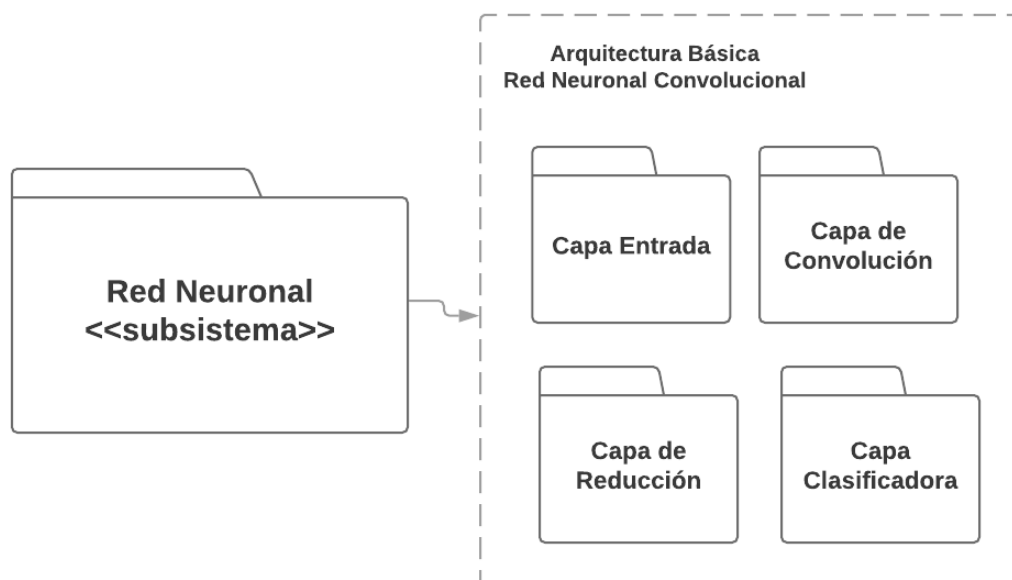 Arquitectura Básica
Red Neuronal Convolucional
Red Neuronal
<<subsistema>>
Capa Entrada
Capa de
Convolución
Capa de
Reducción
Capa
Clasificadora